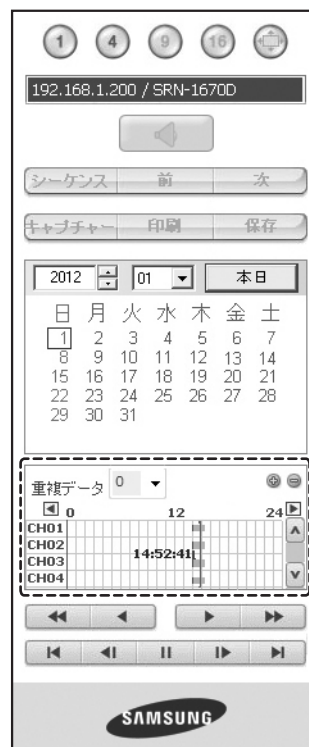 1 4 9 16
192.168.1.200 / SRN-1670D
シーケンス 前 次
キャプチャー 印刷 保存
2012 01 本日
日 月 火 水 木 金 土
1 2 3 4 5 6 7
8 9 10 11 12 13 14
15 16 17 18 19 20 21
22 23 24 25 26 27 28
29 30 31
重複データ 0
0 12 24
CH01
CH02
14:52:41
CH03
CH04
SAMSUNG